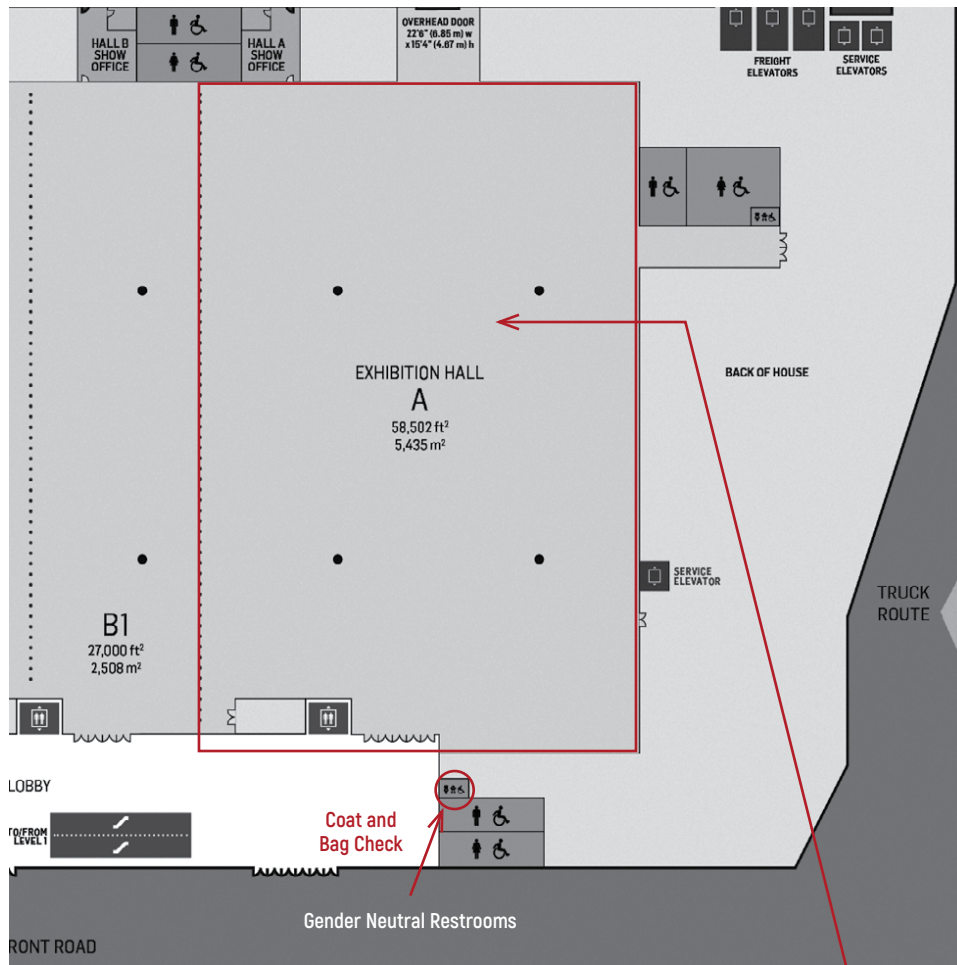 HALL B
SHOW
OFFICE
HALL A
SHOW
OFFICE
OVERHEAD DOOR
22'6" (6.85 m) w
x 15'4" (4.67 m) h
FREIGHT
ELEVATORS
SERVICE
ELEVATORS
EXHIBITION HALL
A
58,502 ft²
5,435 m²
BACK OF HOUSE
SERVICE
ELEVATOR
TRUCK
ROUTE
B1
27,000 ft²
2,508 m²
LOBBY
TO/FROM
LEVEL 1
Coat and
Bag Check
Gender Neutral Restrooms
RONT ROAD